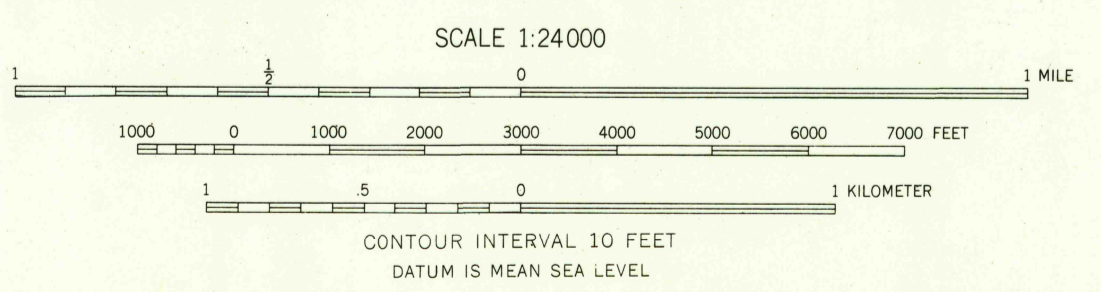 SCALE 1:24000
1 1/2 0 1 MILE
1000 0 1000 2000 3000 4000 5000 6000 7000 FEET
1 .5 0 1 KILOMETER
CONTOUR INTERVAL 10 FEET
DATUM IS MEAN SEA LEVEL